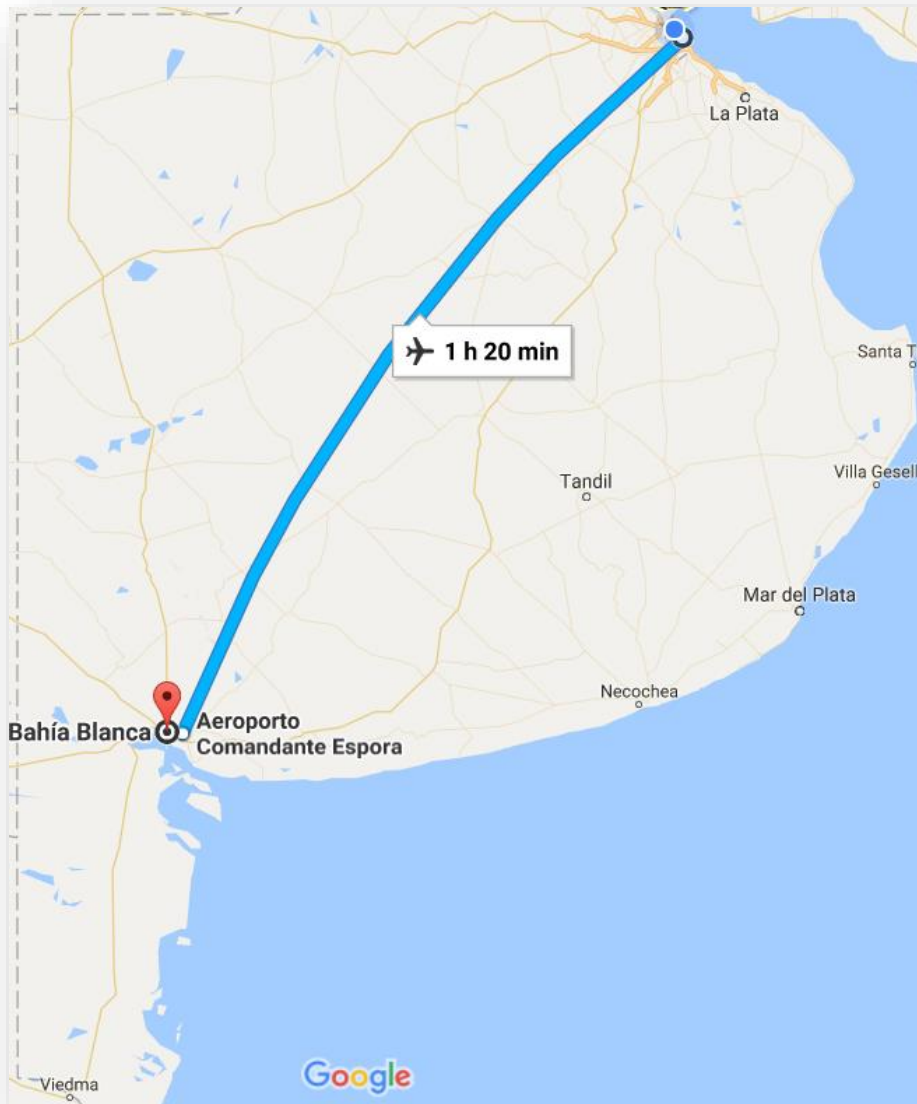 La Plata
1 h 20 min
Santa T
Villa Gesell
Tandil
Mar del Plata
Necochea
Bahía Blanca
Aeroporto
Comandante Espora
Viedma
Google